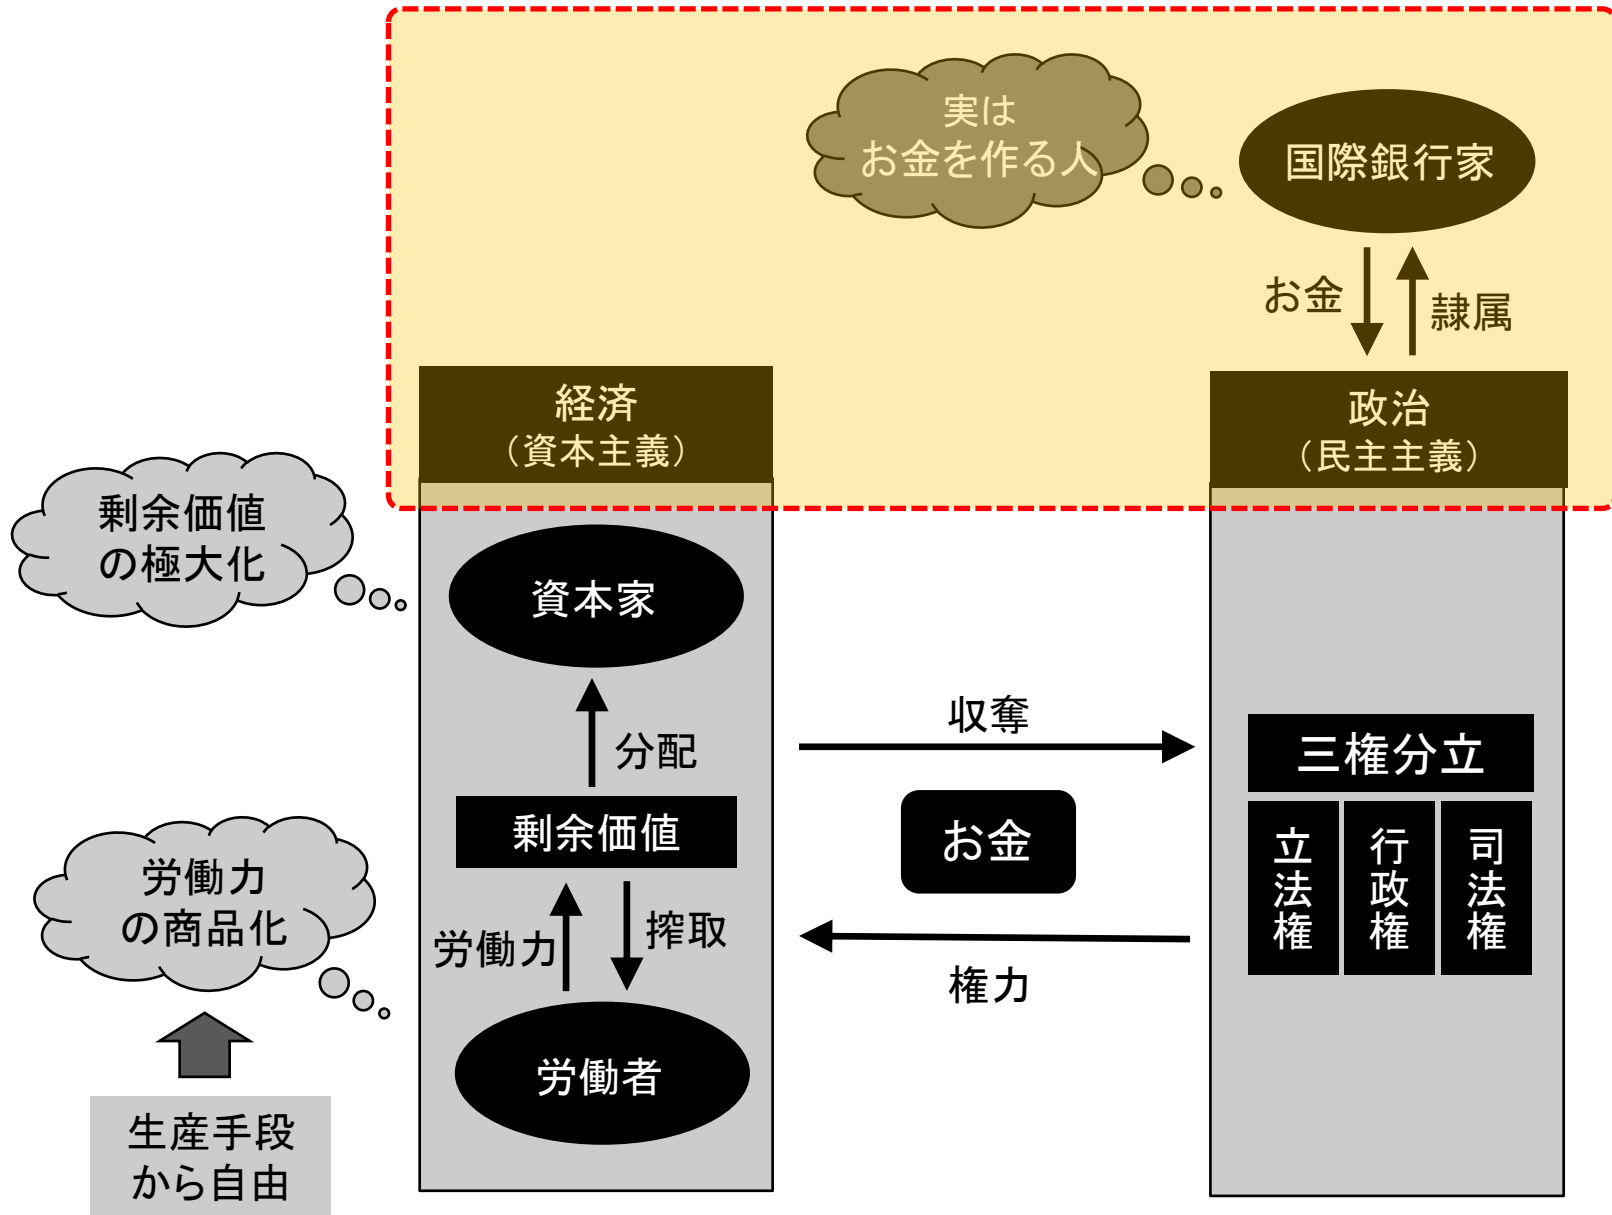 実は
お金を作る人
国際銀行家
お金
隷属
経済
（資本主義）
政治
（民主主義）
剰余価値
の極大化
資本家
分配
収奪
三権分立
剰余価値
お金
立法権
行政権
司法権
労働力
の商品化
労働力
搾取
権力
労働者
生産手段
から自由